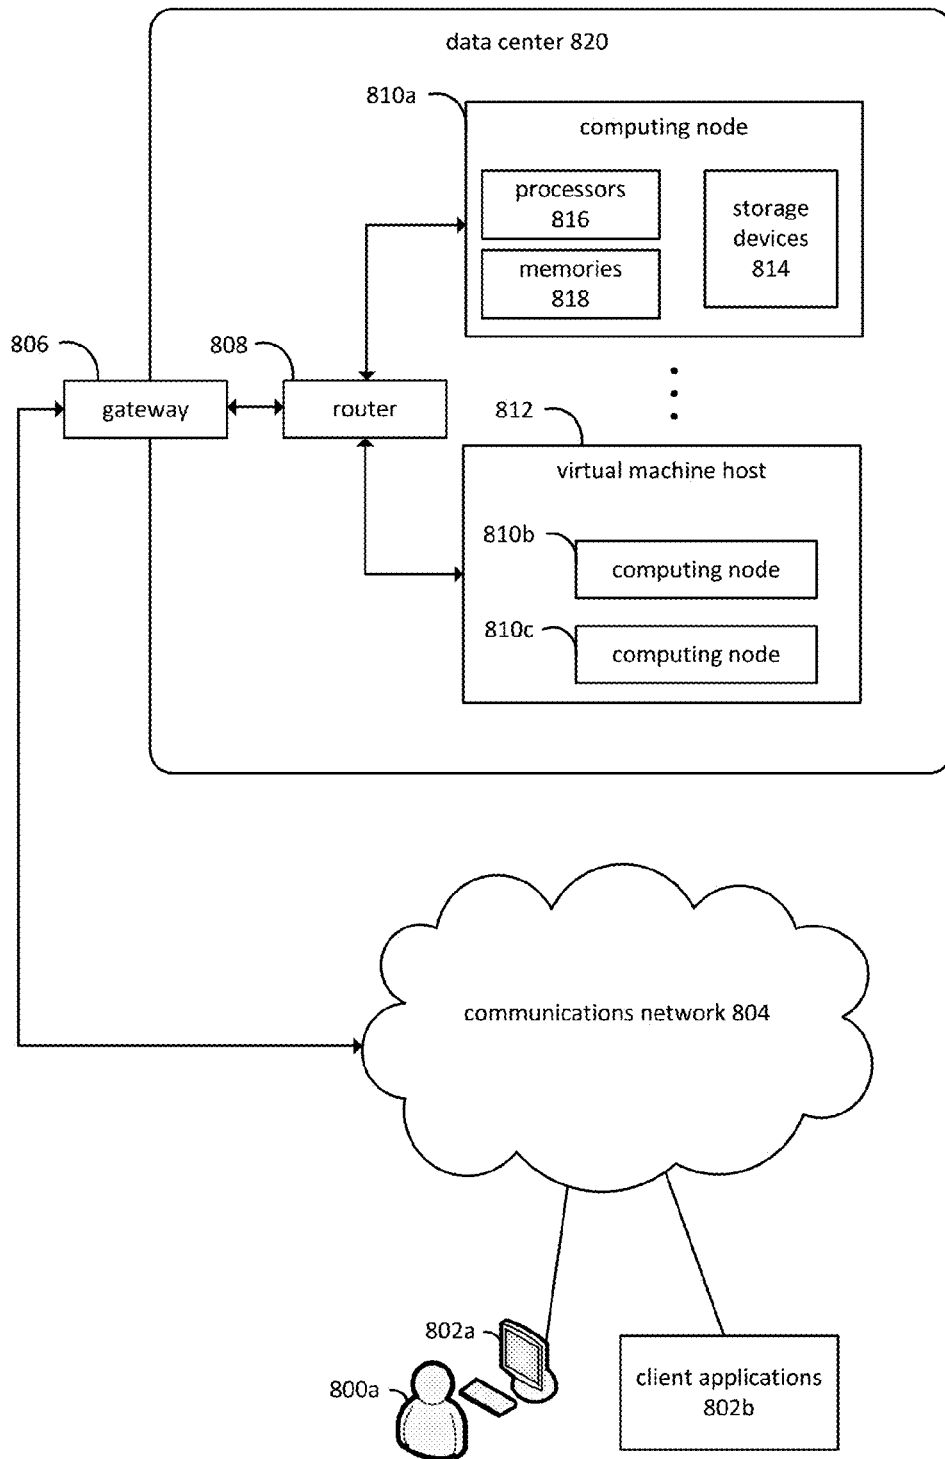 data center 820
810a
computing node
processors
816
storage
devices
814
memories
818
806
808
gateway
router
812
virtual machine host
810b
computing node
810c
computing node
communications network 804
802a
800a
client applications
802b